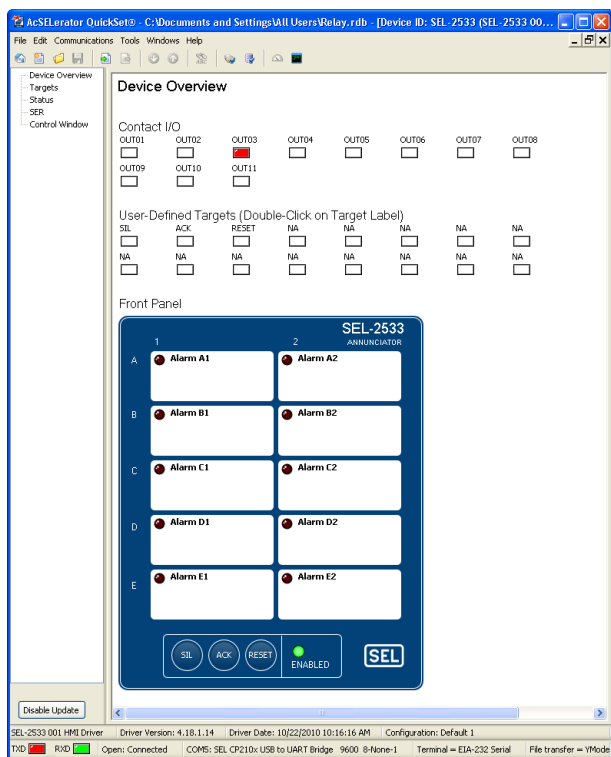 AcSELerator QuickSet® - C:\Documents and Settings\All Users\Relay.rdb - [Device ID: SEL-2533 (SEL-2533 00...
File Edit Communications Tools Windows Help
Device Overview
Targets
Status
SER
Control Window
Device Overview
Contact I/O
OUT01 OUT02 OUT03 OUT04 OUT05 OUT06 OUT07 OUT08
OUT09 OUT10 OUT11
User-Defined Targets (Double-Click on Target Label)
SIL ACK RESET NA NA NA NA NA
NA NA NA NA NA NA NA NA
Front Panel
SEL-2533
1 2 ANNUNCIATOR
A Alarm A1 Alarm A2
B Alarm B1 Alarm B2
C Alarm C1 Alarm C2
D Alarm D1 Alarm D2
E Alarm E1 Alarm E2
SIL ACK RESET ENABLED SEL
Disable Update
SEL-2533 001 HMI Driver Driver Version: 4.18.1.14 Driver Date: 10/22/2010 10:16:16 AM Configuration: Default 1
TXD RXD Open: Connected COM5: SEL CP210x USB to UART Bridge 9600 8-None-1 Terminal = EIA-232 Serial File transfer = YMode